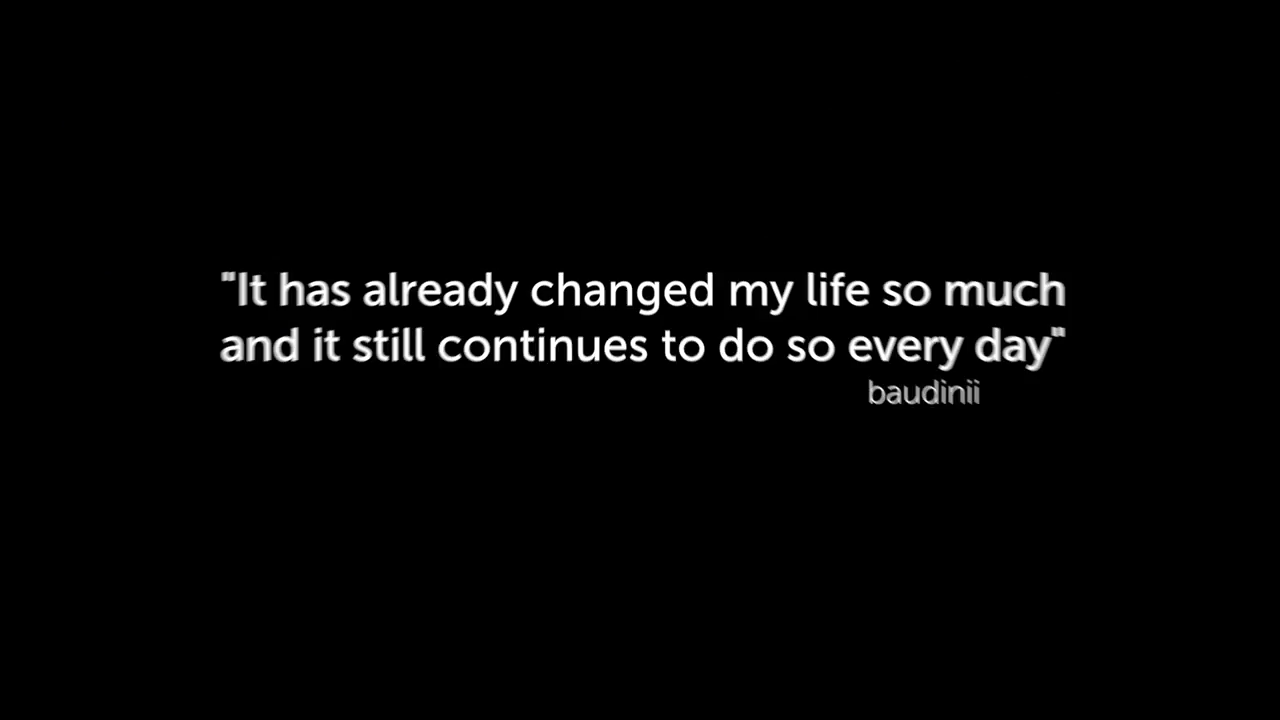 "It has already changed my life so much
and it still continues to do so every day"
baudinii